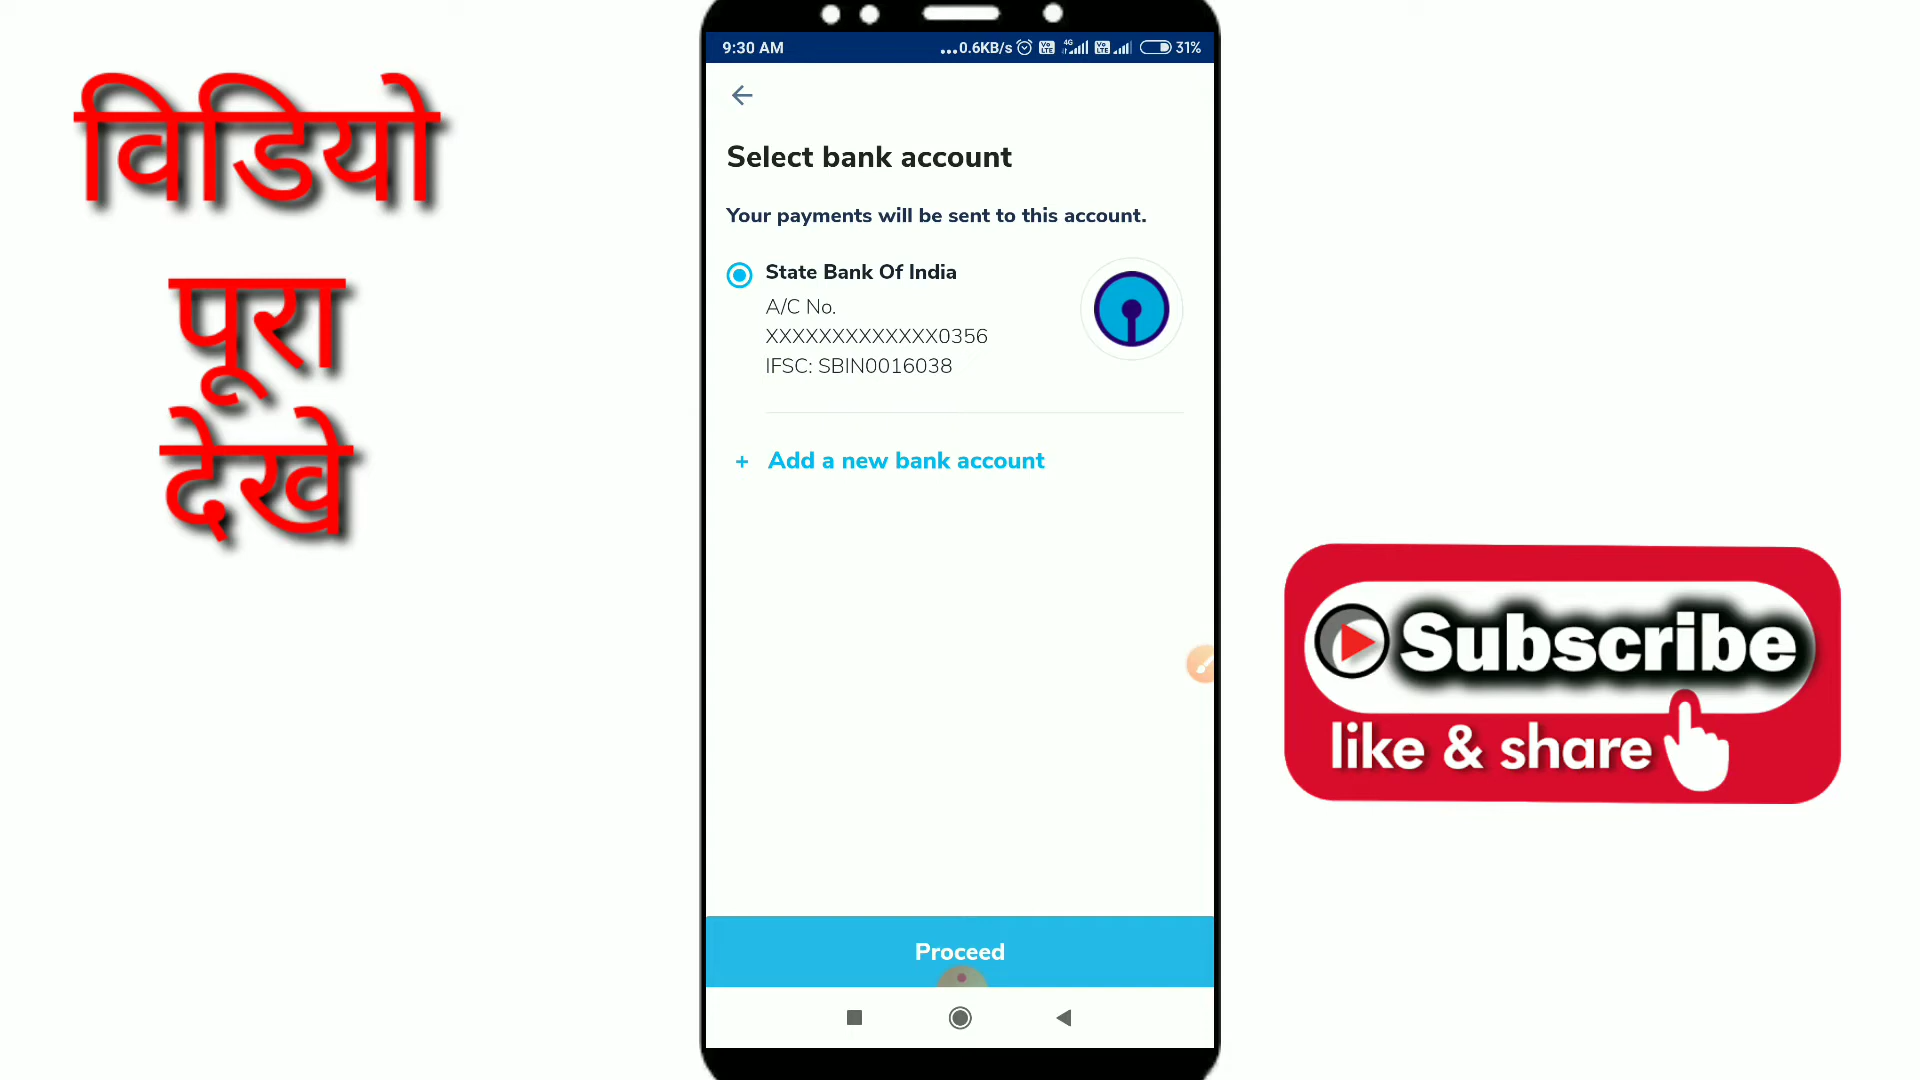 विडियो
पूरा
देखे
9:30 AM
...0.6KB/s 4G 31%
Select bank account
Your payments will be sent to this account.
State Bank Of India
A/C No.
XXXXXXXXXXXXX0356
IFSC: SBIN0016038
+ Add a new bank account
Proceed
Subscribe
like & share